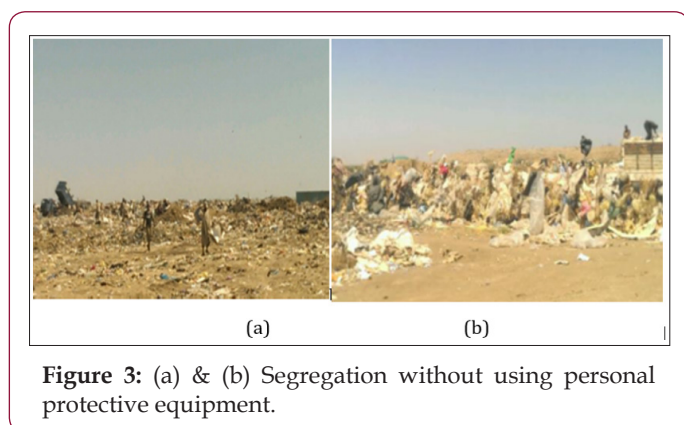 (a) (b)
Figure 3: (a) & (b) Segregation without using personal
protective equipment.